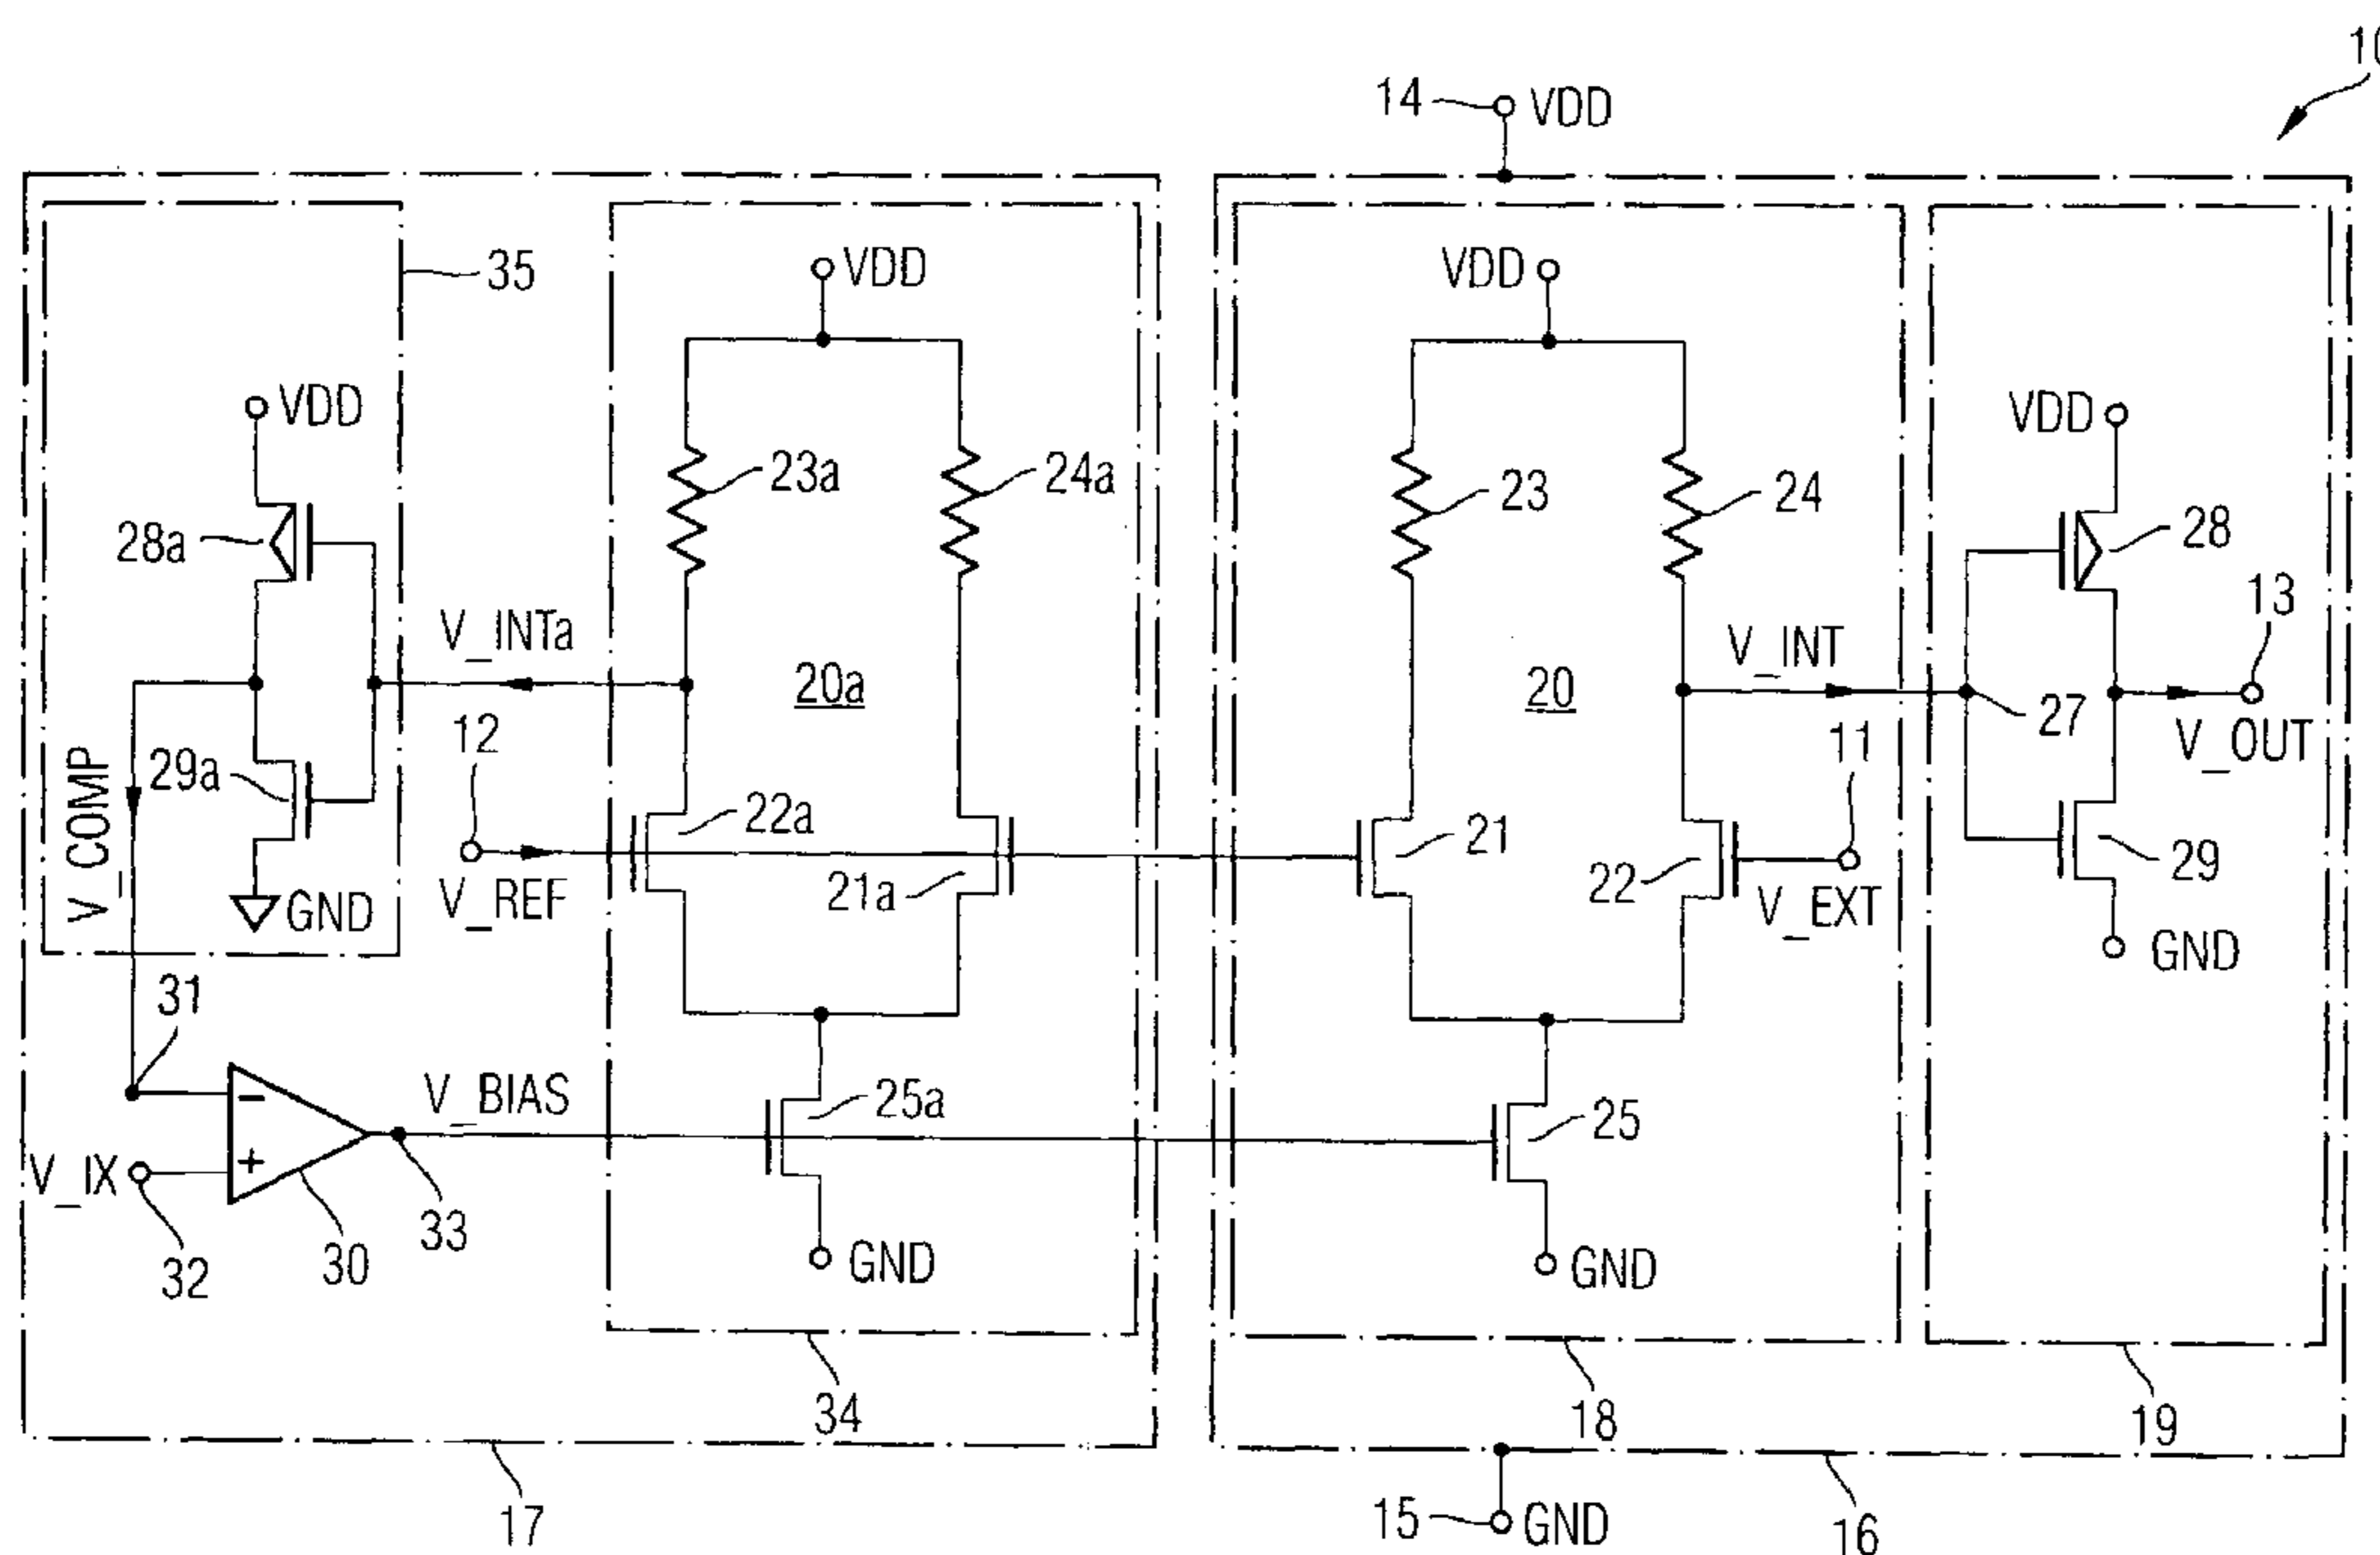 10
14
VDD
35
VDD
VDD
VDD
VDD
23a
24a
23
24
28a
28
13
V_INTa
V_INT
20a
20
27
12
11
V_OUT
V_COMP
29a
22a
21
29
V_REF
21a
22
V_EXT
GND
GND
31
V_BIAS
25a
25
V_IX
32
30
33
GND
GND
34
18
19
17
15
GND
16